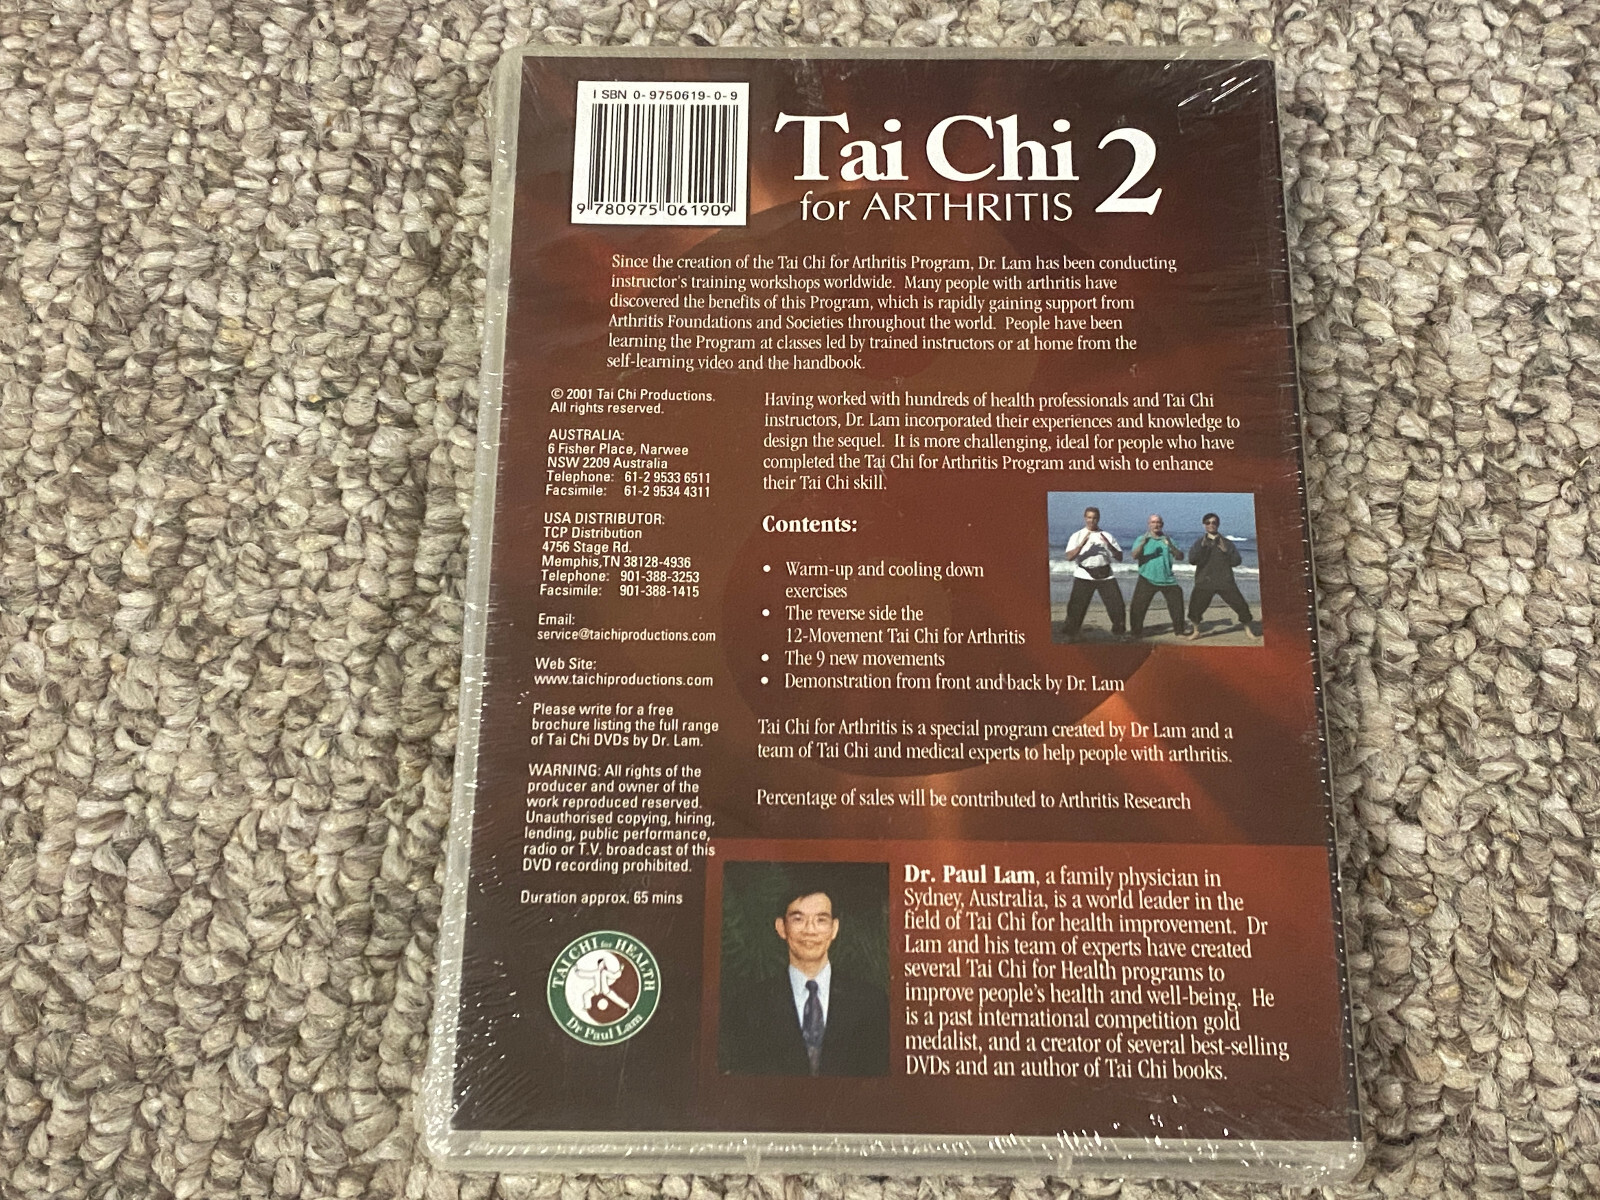 ISBN 0-9750619-0-9
9 780975 061909
Tai Chi 2
for ARTHRITIS
Since the creation of the Tai Chi for Arthritis Program, Dr. Lam has been conducting
instructor's training workshops worldwide. Many people with arthritis have
discovered the benefits of this Program, which is rapidly gaining support from
Arthritis Foundations and Societies throughout the world. People have been
learning the Program at classes led by trained instructors or at home from the
self-learning video and the handbook.
© 2001 Tai Chi Productions.
All rights reserved.
AUSTRALIA:
6 Fisher Place, Narwee
NSW 2209 Australia
Telephone: 61-2 9533 6511
Facsimile: 61-2 9534 4311
USA DISTRIBUTOR:
TCP Distribution
4756 Stage Rd.
Memphis,TN 38128-4936
Telephone: 901-388-3253
Facsimile: 901-388-1415
Email:
service@taichiproductions.com
Web Site:
www.taichiproductions.com
Please write for a free
brochure listing the full range
of Tai Chi DVDs by Dr. Lam.
WARNING: All rights of the
producer and owner of the
work reproduced reserved.
Unauthorised copying, hiring,
lending, public performance,
radio or T.V. broadcast of this
DVD recording prohibited.
Duration approx. 65 mins
TAI CHI for HEALTH
Dr Paul Lam
Having worked with hundreds of health professionals and Tai Chi
instructors, Dr. Lam incorporated their experiences and knowledge to
design the sequel. It is more challenging, ideal for people who have
completed the Tai Chi for Arthritis Program and wish to enhance
their Tai Chi skill.
Contents:
• Warm-up and cooling down
exercises
• The reverse side the
12-Movement Tai Chi for Arthritis
• The 9 new movements
• Demonstration from front and back by Dr. Lam
Tai Chi for Arthritis is a special program created by Dr Lam and a
team of Tai Chi and medical experts to help people with arthritis.
Percentage of sales will be contributed to Arthritis Research
Dr. Paul Lam, a family physician in
Sydney, Australia, is a world leader in the
field of Tai Chi for health improvement. Dr
Lam and his team of experts have created
several Tai Chi for Health programs to
improve people's health and well-being. He
is a past international competition gold
medalist, and a creator of several best-selling
DVDs and an author of Tai Chi books.